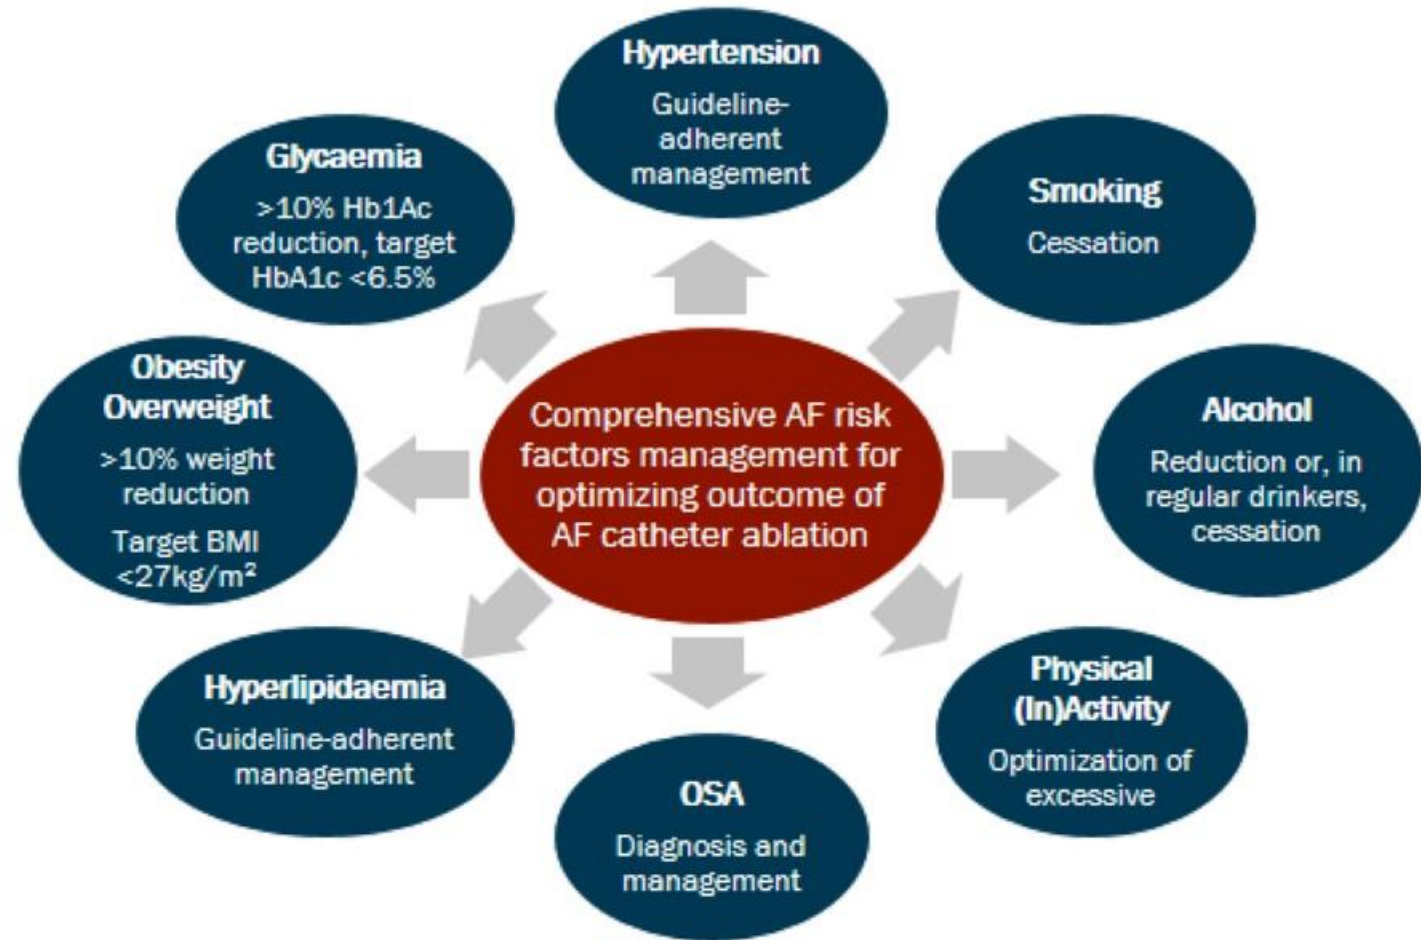 Hypertension
Guideline-
adherent
management
Smoking
Cessation
Alcohol
Reduction or, in
regular drinkers,
cessation
Physical
(In)Activity
Optimization of
excessive
OSA
Diagnosis and
management
Hyperlipidaemia
Guideline-adherent
management
Obesity
Overweight
>10% weight
reduction
Target BMI
<27kg/m²
Glycaemia
>10% Hb1Ac
reduction, target
HbA1c <6.5%
Comprehensive AF risk
factors management for
optimizing outcome of
AF catheter ablation